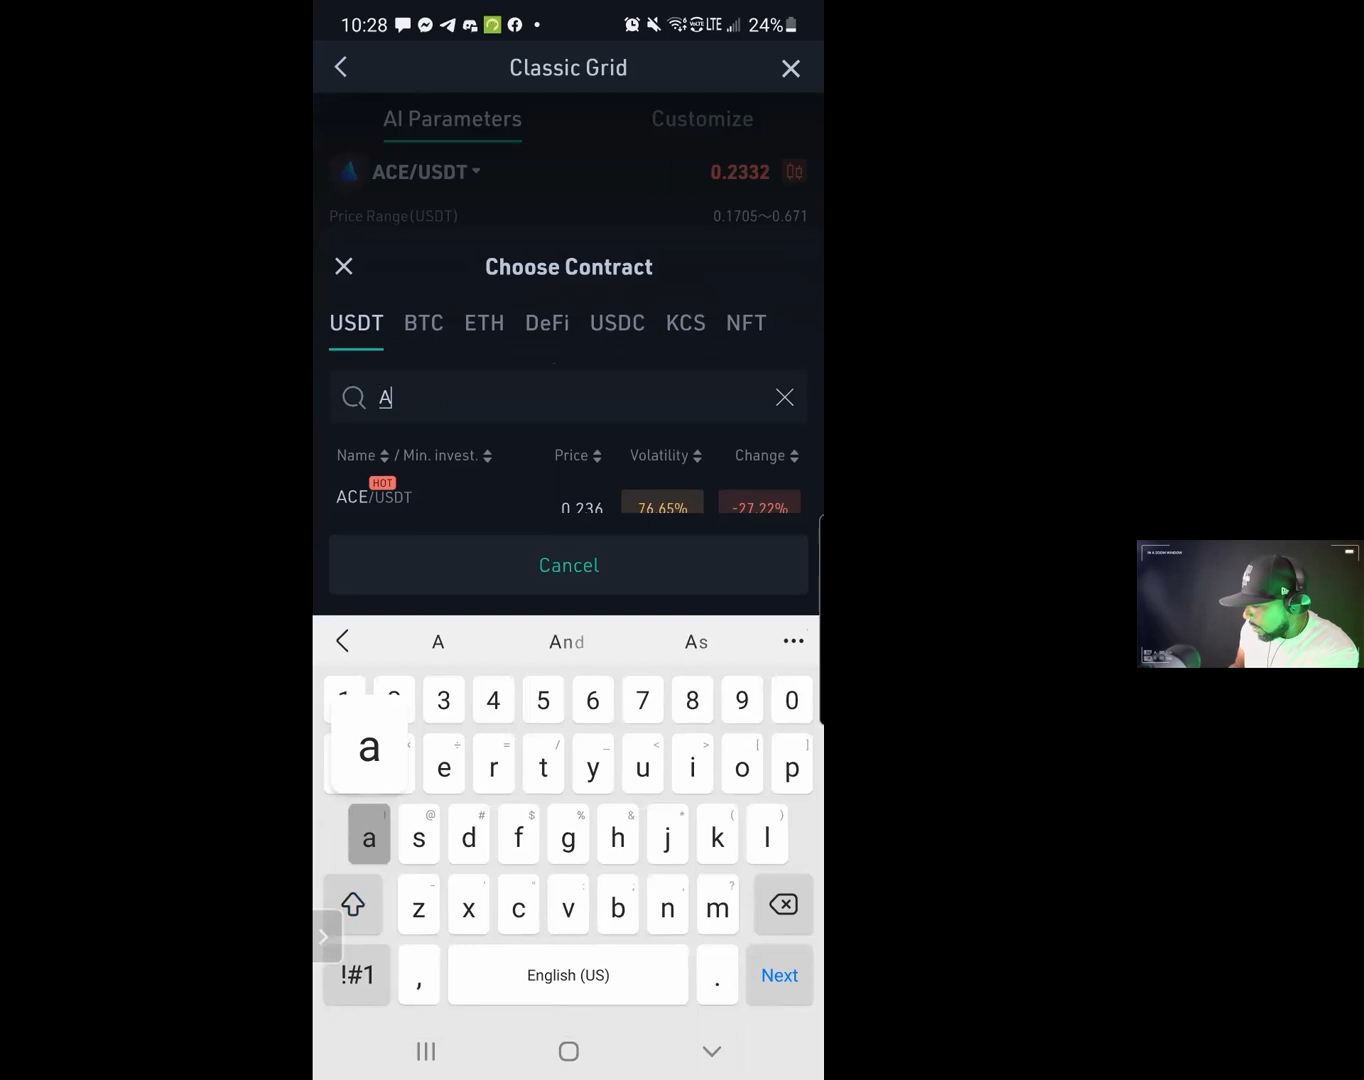 10:28 LTE 24%
Classic Grid
AI Parameters Customize
ACE/USDT 0.2332
Price Range(USDT) 0.1705~0.671
Choose Contract
USDT BTC ETH DeFi USDC KCS NFT
A
Name / Min. invest. Price Volatility Change
HOT
ACE/USDT 0.236 76.65% -27.22%
Cancel
A And As
3 4 5 6 7 8 9 0
a
÷ = / _ < > [ ]
e r t y u i o p
! @ # $ % & * ( )
a s d f g h j k l
- ' " : ; , ?
z x c v b n m
!#1 , English (US) . Next